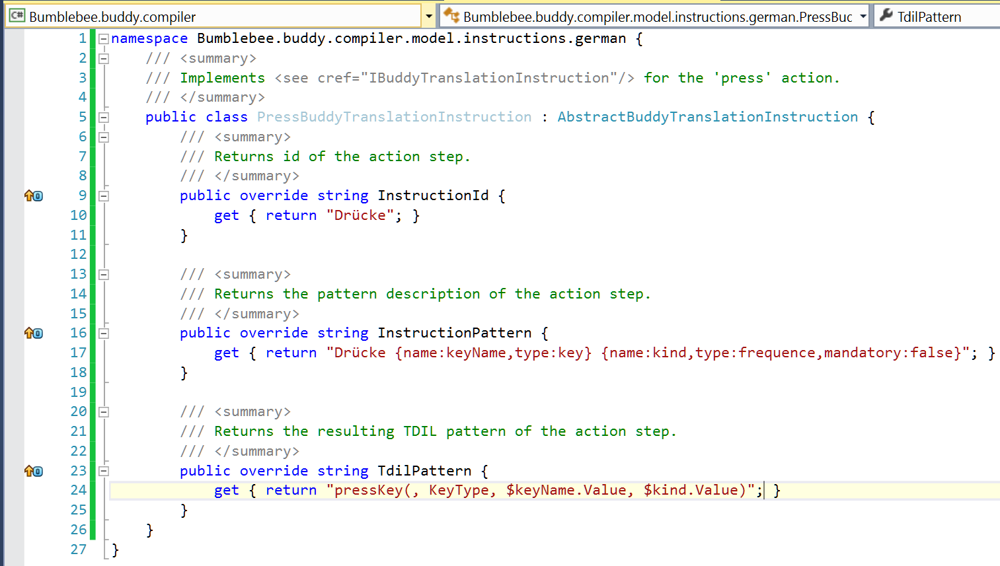 C# Bumblebee.buddy.compiler Bumblebee.buddy.compiler.model.instructions.german.PressBuc TdilPattern
1 namespace Bumblebee.buddy.compiler.model.instructions.german {
2 /// <summary>
3 /// Implements <see cref="IBuddyTranslationInstruction"/> for the 'press' action.
4 /// </summary>
5 public class PressBuddyTranslationInstruction : AbstractBuddyTranslationInstruction {
6 /// <summary>
7 /// Returns id of the action step.
8 /// </summary>
9 public override string InstructionId {
10 get { return "Drücke"; }
11 }
12
13 /// <summary>
14 /// Returns the pattern description of the action step.
15 /// </summary>
16 public override string InstructionPattern {
17 get { return "Drücke {name:keyName,type:key} {name:kind,type:frequence,mandatory:false}"; }
18 }
19
20 /// <summary>
21 /// Returns the resulting TDIL pattern of the action step.
22 /// </summary>
23 public override string TdilPattern {
24 get { return "pressKey(, KeyType, $keyName.Value, $kind.Value)"; }
25 }
26 }
27 }